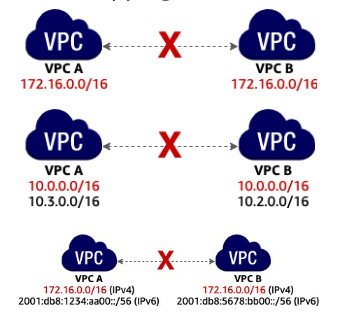 VPC VPC
X
VPC A VPC B
172.16.0.0/16 172.16.0.0/16
VPC VPC
X
VPC A VPC B
10.0.0.0/16 10.0.0.0/16
10.3.0.0/16 10.2.0.0/16
VPC VPC
X
VPC A VPC B
172.16.0.0/16 (IPv4) 172.16.0.0/16 (IPv4)
2001:db8:1234:aa00::/56 (IPv6) 2001:db8:5678:bb00::/56 (IPv6)